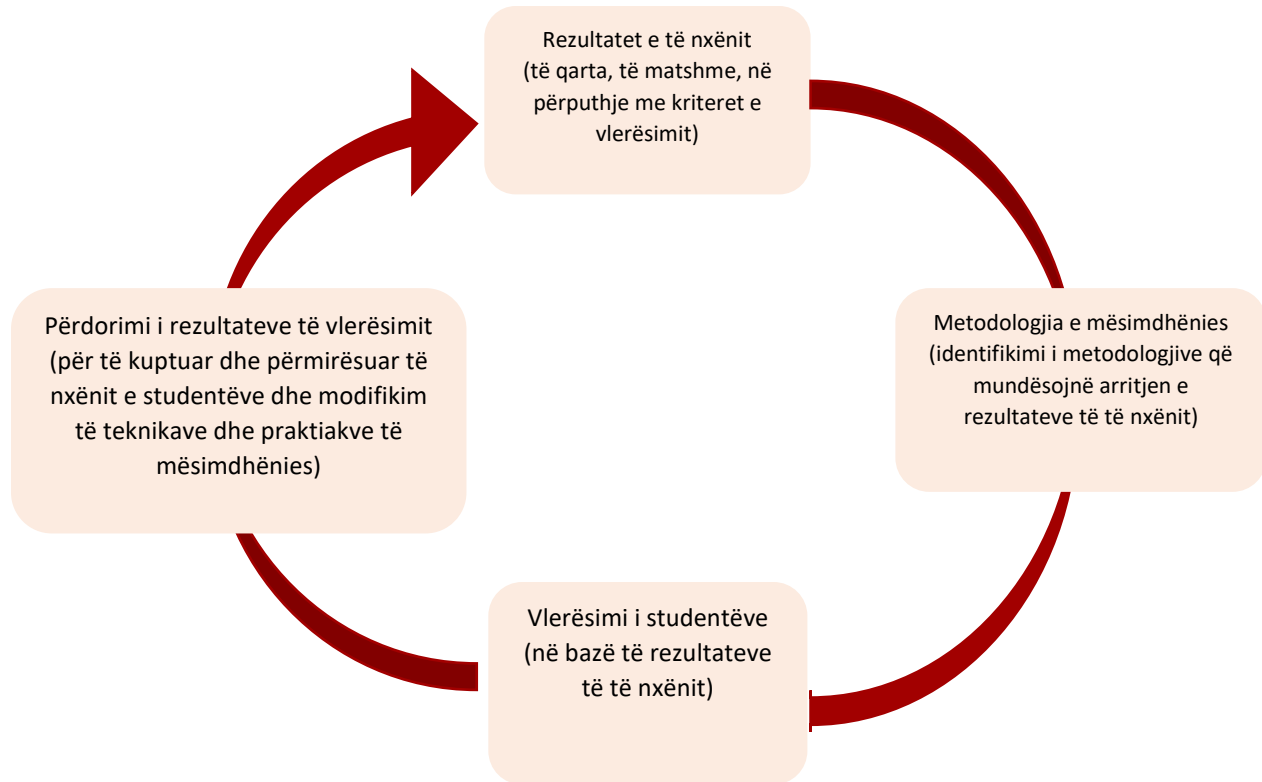 Rezultatet e të nxënit
(të qarta, të matshme, në
përputhje me kriteret e
vlerësimit)
Metodologjia e mësimdhënies
(identifikimi i metodologjive që
mundësojnë arritjen e
rezultateve të të nxënit)
Vlerësimi i studentëve
(në bazë të rezultateve
të të nxënit)
Përdorimi i rezultateve të vlerësimit
(për të kuptuar dhe përmirësuar të
nxënit e studentëve dhe modifikim
të teknikave dhe praktiakve të
mësimdhënies)